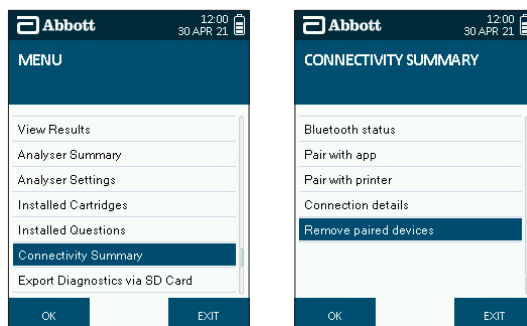 Abbott
12:00
30 APR 21
MENU
View Results
Analyser Summary
Analyser Settings
Installed Cartridges
Installed Questions
Connectivity Summary
Export Diagnostics via SD Card
OK
EXIT
Abbott
12:00
30 APR 21
CONNECTIVITY SUMMARY
Bluetooth status
Pair with app
Pair with printer
Connection details
Remove paired devices
OK
EXIT